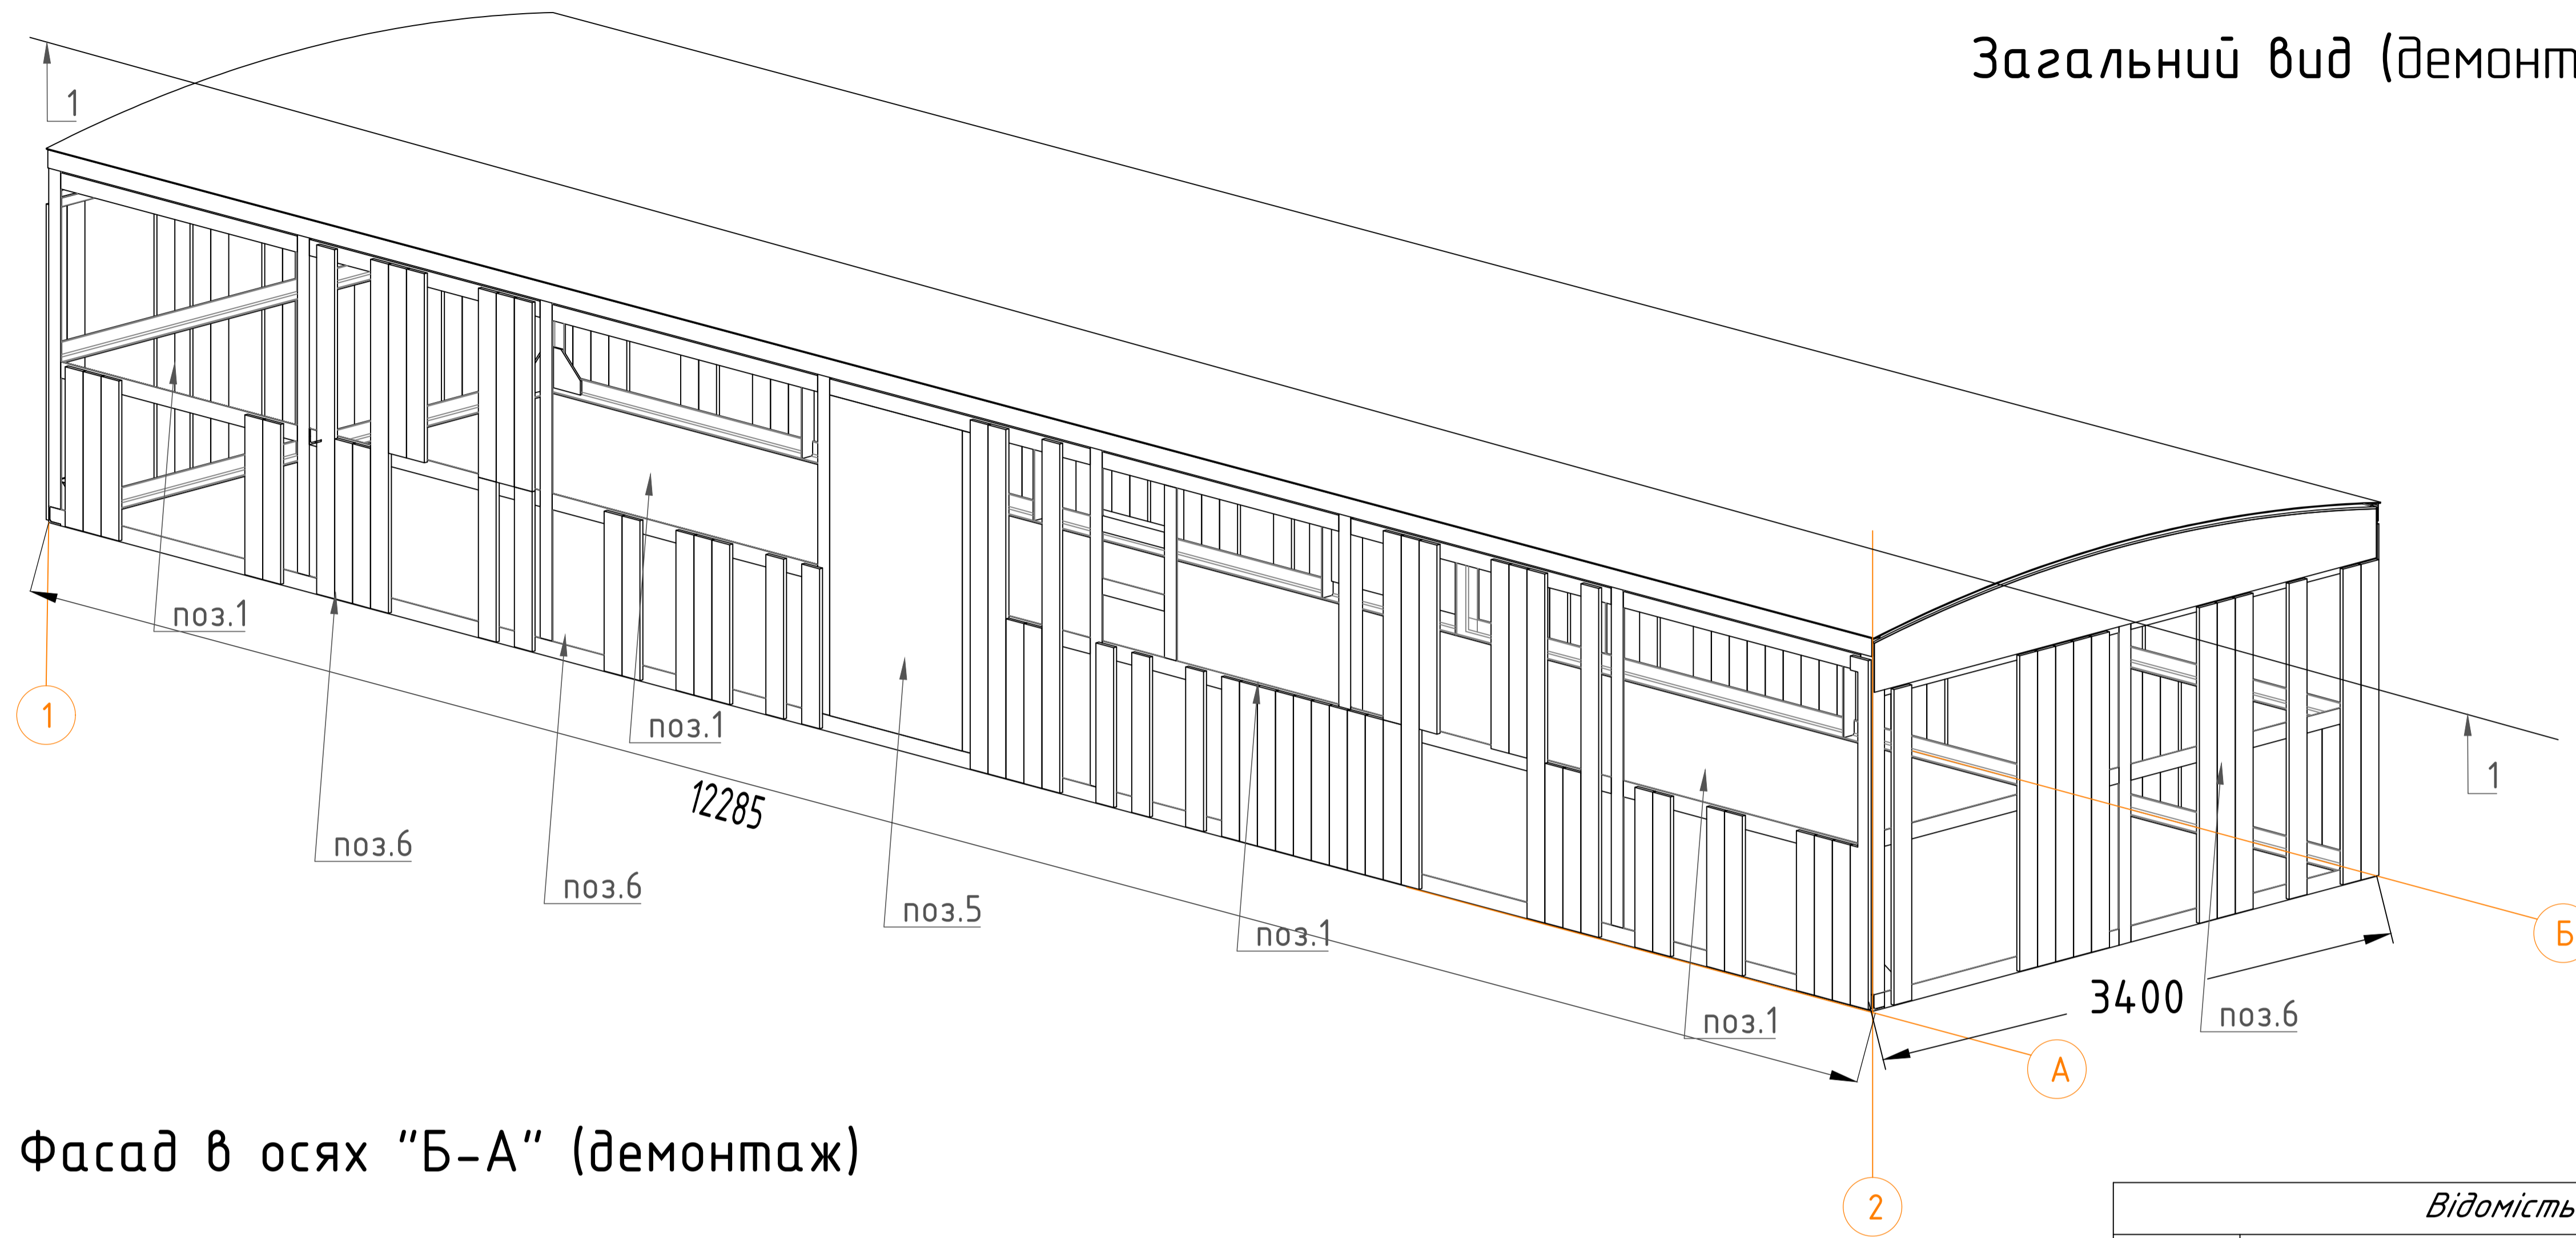 Загальний вид (демонт
1
поз.1
1
поз.1
1
12285
поз.6
поз.6
поз.5
поз.1
Б
3400
поз.1
поз.6
А
Фасад в осях "Б-А" (демонтаж)
2
Відомість